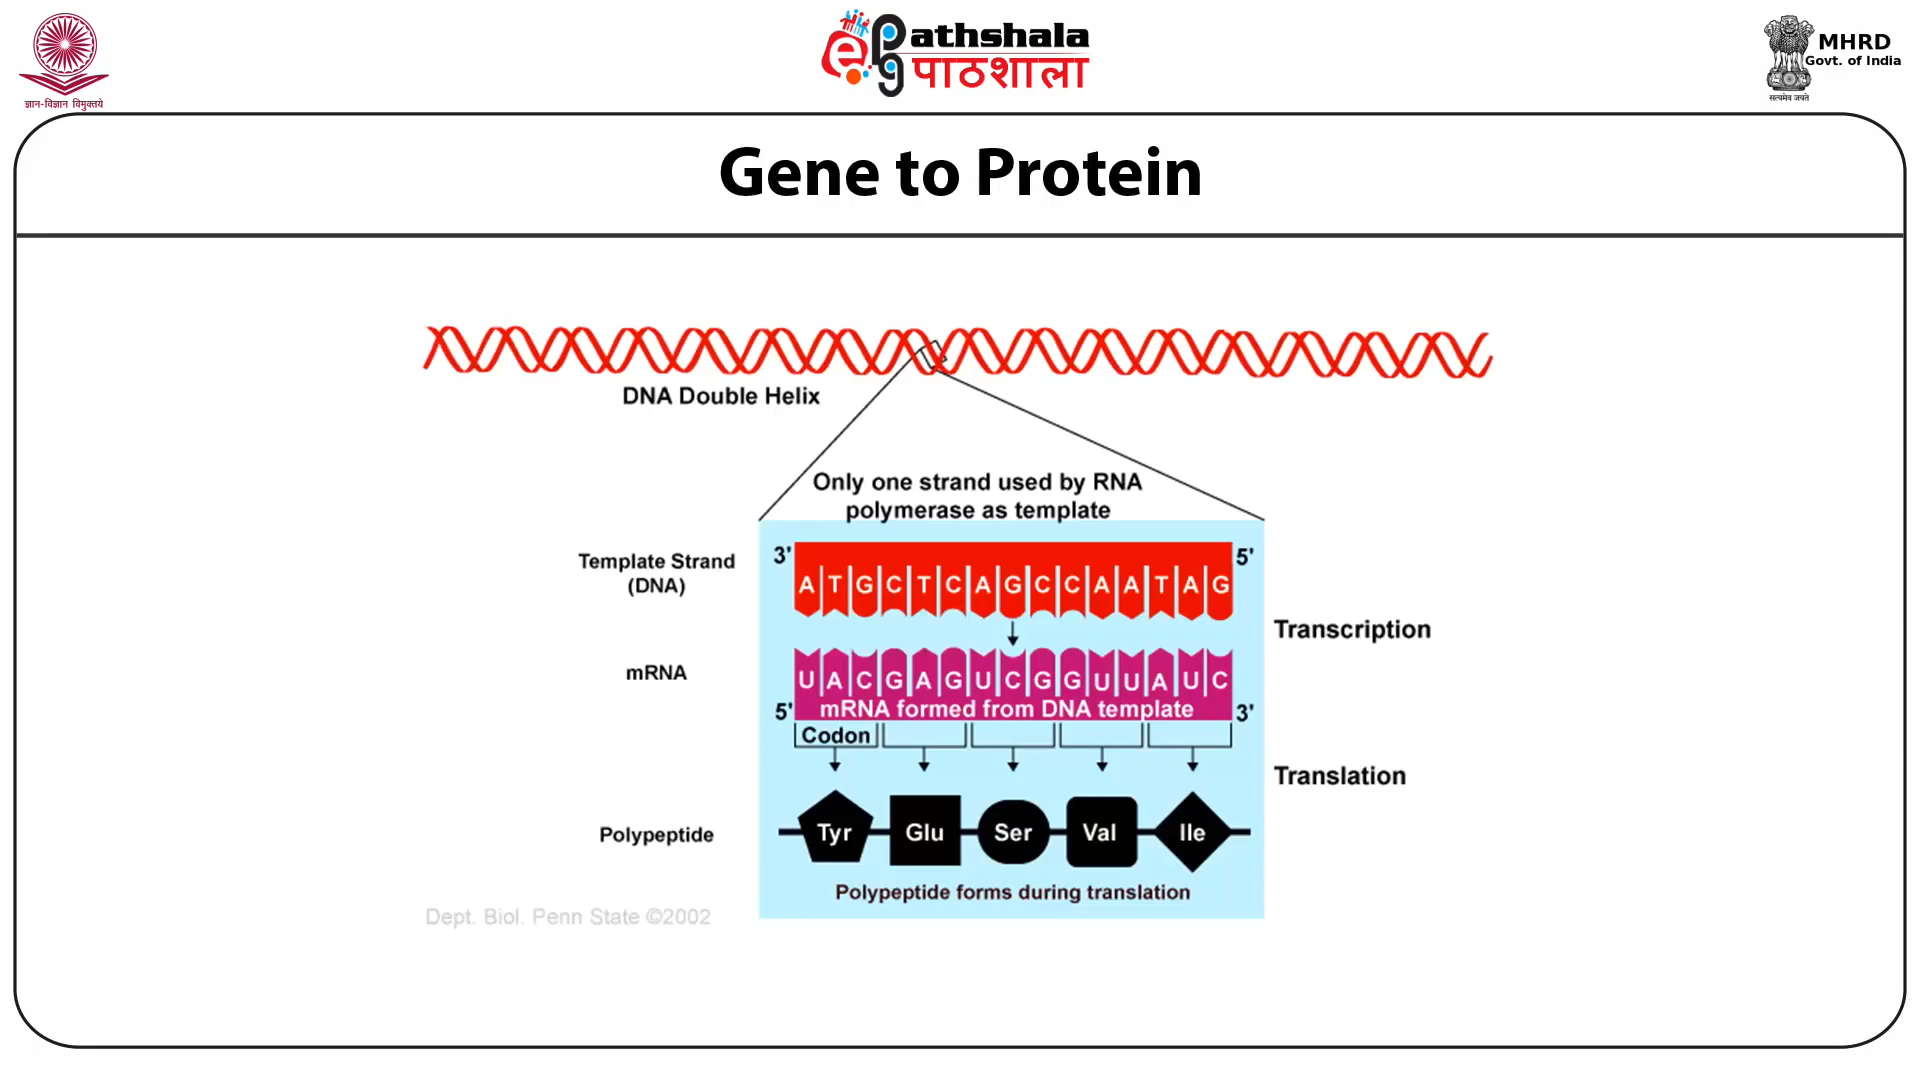 ज्ञान-विज्ञान विमुक्तये
ePathshala
पाठशाला
MHRD
Govt. of India
सत्यमेव जयते
Gene to Protein
DNA Double Helix
Only one strand used by RNA
polymerase as template
Template Strand
(DNA)
3' A T G C T C A G C C A A T A G 5'
Transcription
mRNA
U A C G A G U C G G U U A U C
5' mRNA formed from DNA template 3'
Codon
Translation
Polypeptide
Tyr Glu Ser Val Ile
Polypeptide forms during translation
Dept. Biol. Penn State ©2002